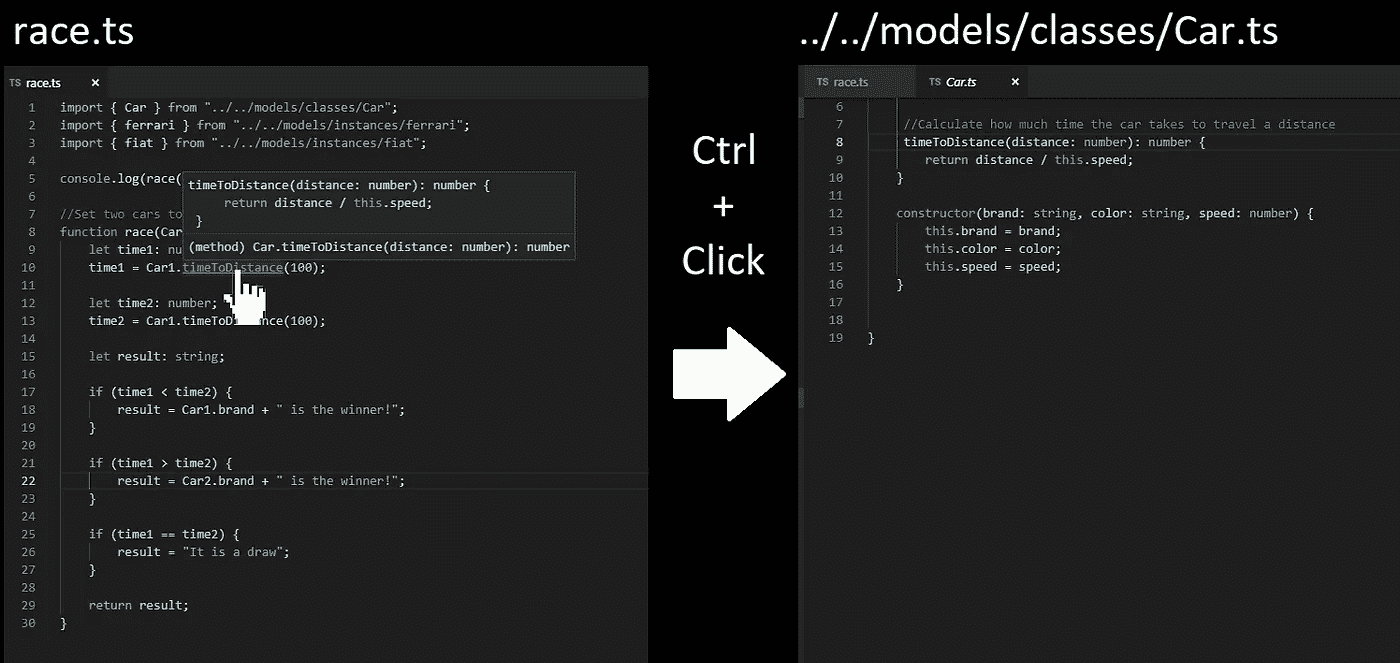 race.ts
TS race.ts ×
1 import { Car } from "../../models/classes/Car";
2 import { ferrari } from "../../models/instances/ferrari";
3 import { fiat } from "../../models/instances/fiat";
4
5 console.log(race(
6
7 //Set two cars to
8 function race(Car
9 let time1: nu
10 time1 = Car1.timeToDistance(100);
11
12 let time2: number;
13 time2 = Car1.timeToDistance(100);
14
15 let result: string;
16
17 if (time1 < time2) {
18 result = Car1.brand + " is the winner!";
19 }
20
21 if (time1 > time2) {
22 result = Car2.brand + " is the winner!";
23 }
24
25 if (time1 == time2) {
26 result = "It is a draw";
27 }
28
29 return result;
30 }
timeToDistance(distance: number): number {
return distance / this.speed;
}
(method) Car.timeToDistance(distance: number): number
Ctrl
+
Click
../../models/classes/Car.ts
TS race.ts TS Car.ts ×
6
7 //Calculate how much time the car takes to travel a distance
8 timeToDistance(distance: number): number {
9 return distance / this.speed;
10 }
11
12 constructor(brand: string, color: string, speed: number) {
13 this.brand = brand;
14 this.color = color;
15 this.speed = speed;
16 }
17
18
19 }